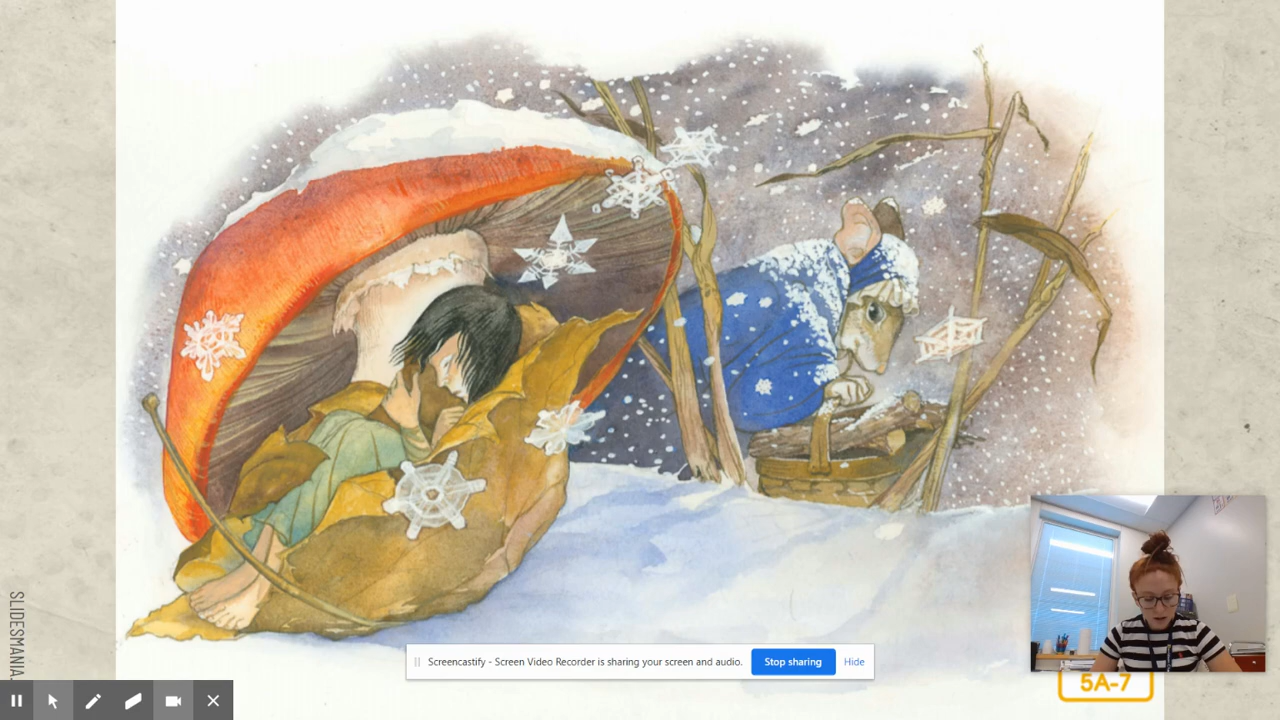 SLIDESMANIA.
Screencastify - Screen Video Recorder is sharing your screen and audio.
Stop sharing
Hide
5A-7